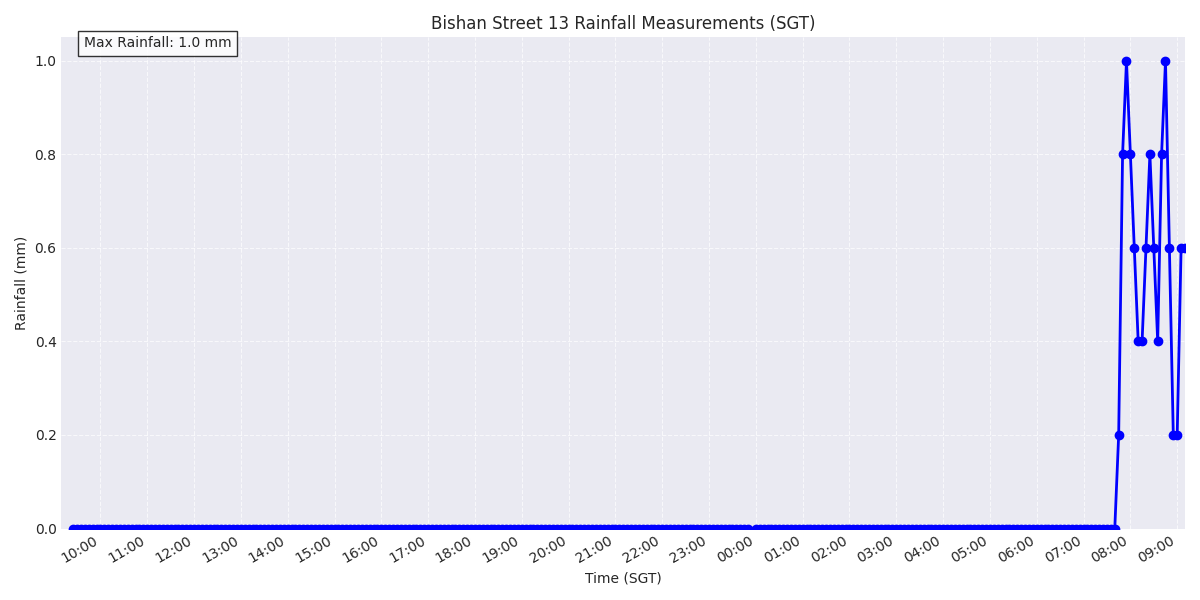 Bishan Street 13 Rainfall Measurements (SGT)
Max Rainfall: 1.0 mm
1.0
0.8
0.6
0.4
0.2
0.0
Rainfall (mm)
10:00 11:00 12:00 13:00 14:00 15:00 16:00 17:00 18:00 19:00 20:00 21:00 22:00 23:00 00:00 01:00 02:00 03:00 04:00 05:00 06:00 07:00 08:00 09:00
Time (SGT)